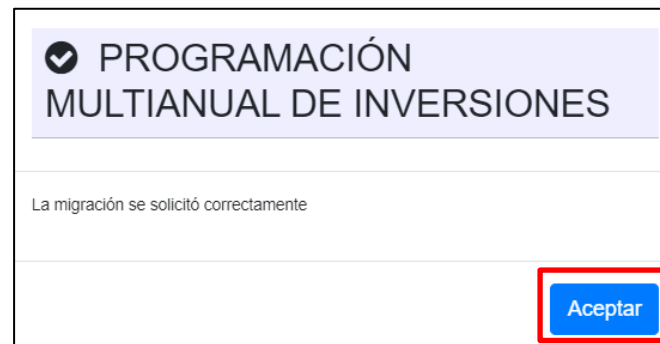 PROGRAMACIÓN
MULTIANUAL DE INVERSIONES
La migración se solicitó correctamente
Aceptar